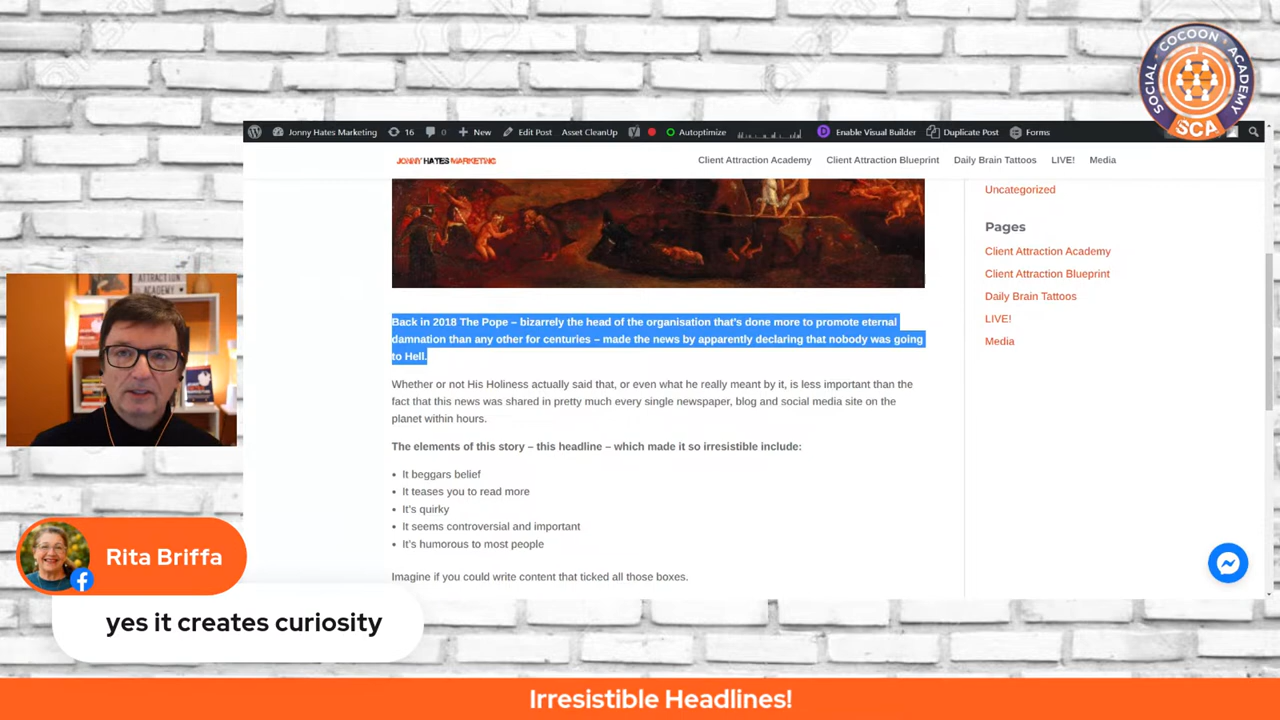 SOCIAL COCOON ACADEMY
SCA
Jonny Hates Marketing 16 0 New Edit Post Asset CleanUp Autoptimize Enable Visual Builder Duplicate Post Forms
JONNY HATES MARKETING
Client Attraction Academy Client Attraction Blueprint Daily Brain Tattoos LIVE! Media
Uncategorized
Pages
Client Attraction Academy
Client Attraction Blueprint
Daily Brain Tattoos
LIVE!
Media
Back in 2018 The Pope – bizarrely the head of the organisation that's done more to promote eternal
damnation than any other for centuries – made the news by apparently declaring that nobody was going
to Hell.
Whether or not His Holiness actually said that, or even what he really meant by it, is less important than the
fact that this news was shared in pretty much every single newspaper, blog and social media site on the
planet within hours.
The elements of this story – this headline – which made it so irresistible include:
• It beggars belief
• It teases you to read more
• It's quirky
• It seems controversial and important
• It's humorous to most people
Imagine if you could write content that ticked all those boxes.
Rita Briffa
yes it creates curiosity
Irresistible Headlines!